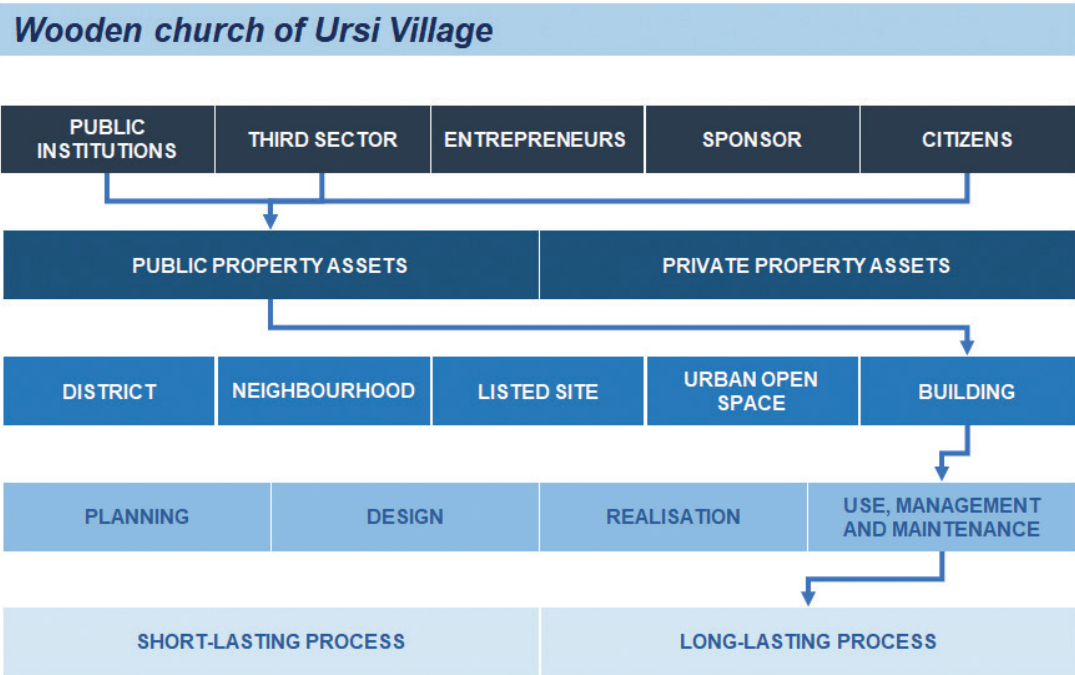 Wooden church of Ursi Village
PUBLIC
INSTITUTIONS
THIRD SECTOR
ENTREPRENEURS
SPONSOR
CITIZENS
PUBLIC PROPERTY ASSETS
PRIVATE PROPERTY ASSETS
DISTRICT
NEIGHBOURHOOD
LISTED SITE
URBAN OPEN
SPACE
BUILDING
PLANNING
DESIGN
REALISATION
USE, MANAGEMENT
AND MAINTENANCE
SHORT-LASTING PROCESS
LONG-LASTING PROCESS